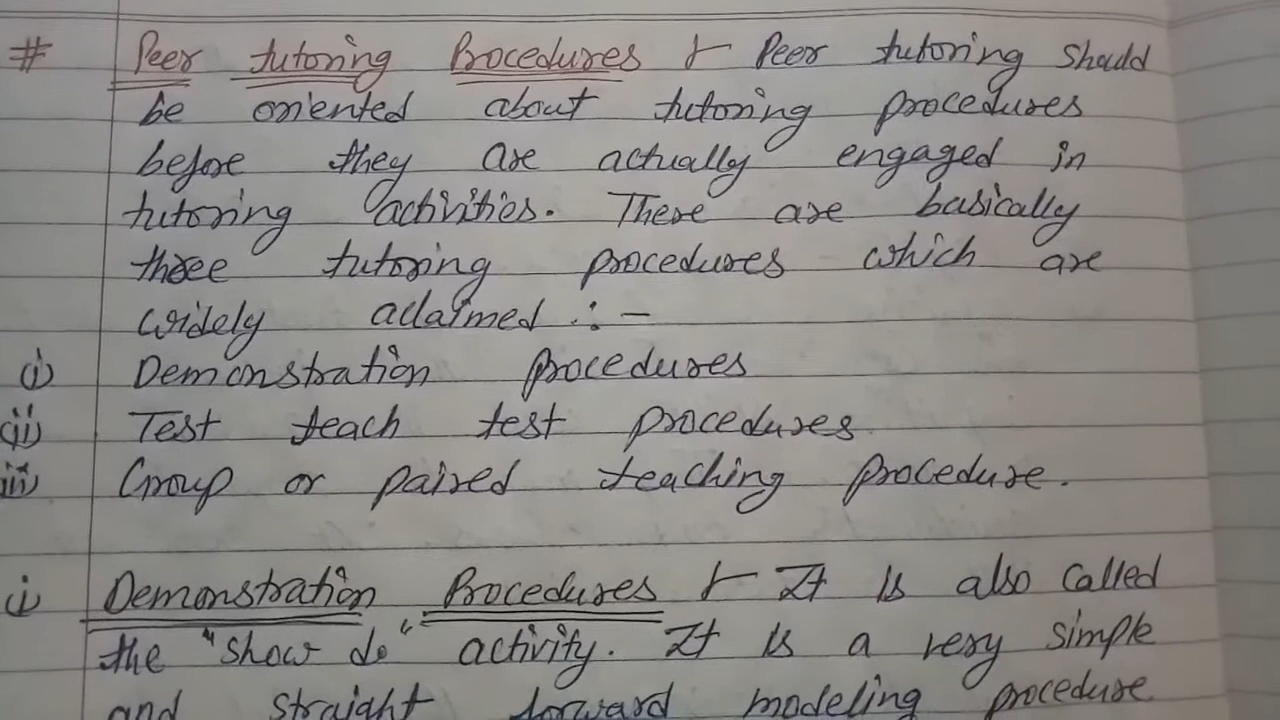 # Peer tutoring Procedures :- Peer tutoring should
be oriented about tutoring procedures
before they are actually engaged in
tutoring activities. There are basically
three tutoring procedures which are
widely aclaimed :-
(i) Demonstration procedures
(ii) Test teach test procedures
(iii) Group or paired teaching procedure.
i) Demonstration Procedures :- It is also called
the "show do" activity. It is a very simple
and straight forward modeling procedure